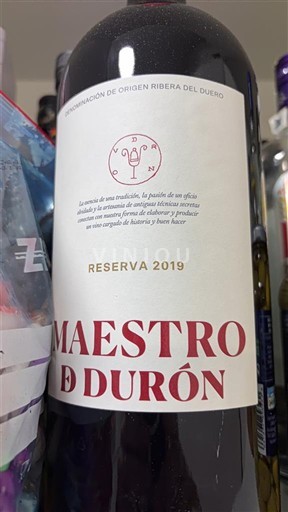 DENOMINACIÓN DE ORIGEN RIBERA DEL DUERO
DURÓN
La esencia de una tradición, la pasión de un oficio
olvidado y la artesanía de antiguas técnicas secretas
conectan con nuestra forma de elaborar y producir
un vino cargado de historia y buen hacer
VINIOU
RESERVA 2019
MAESTRO
D DURÓN